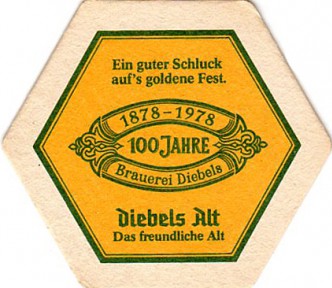 Ein guter Schluck
auf's goldene Fest.
1878-1978
100 JAHRE
Brauerei Diebels
Diebels Alt
Das freundliche Alt